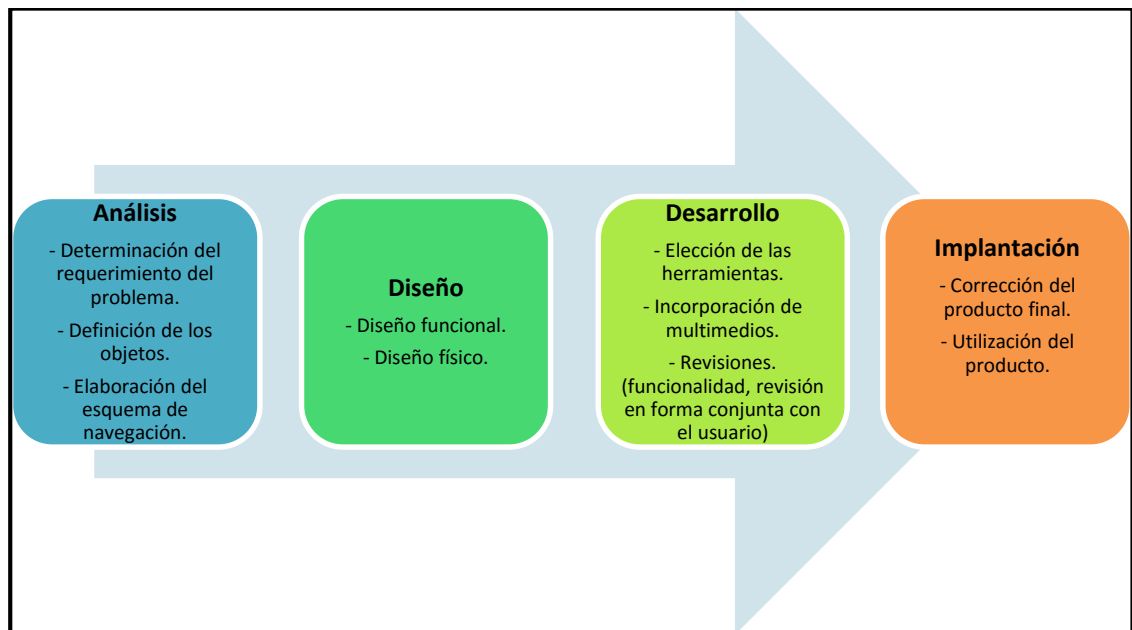 Análisis
- Determinación del
requerimiento del
problema.
- Definición de los
objetos.
- Elaboración del
esquema de
navegación.
Diseño
- Diseño funcional.
- Diseño físico.
Desarrollo
- Elección de las
herramientas.
- Incorporación de
multimedios.
- Revisiones.
(funcionalidad, revisión
en forma conjunta con
el usuario)
Implantación
- Corrección del
producto final.
- Utilización del
producto.